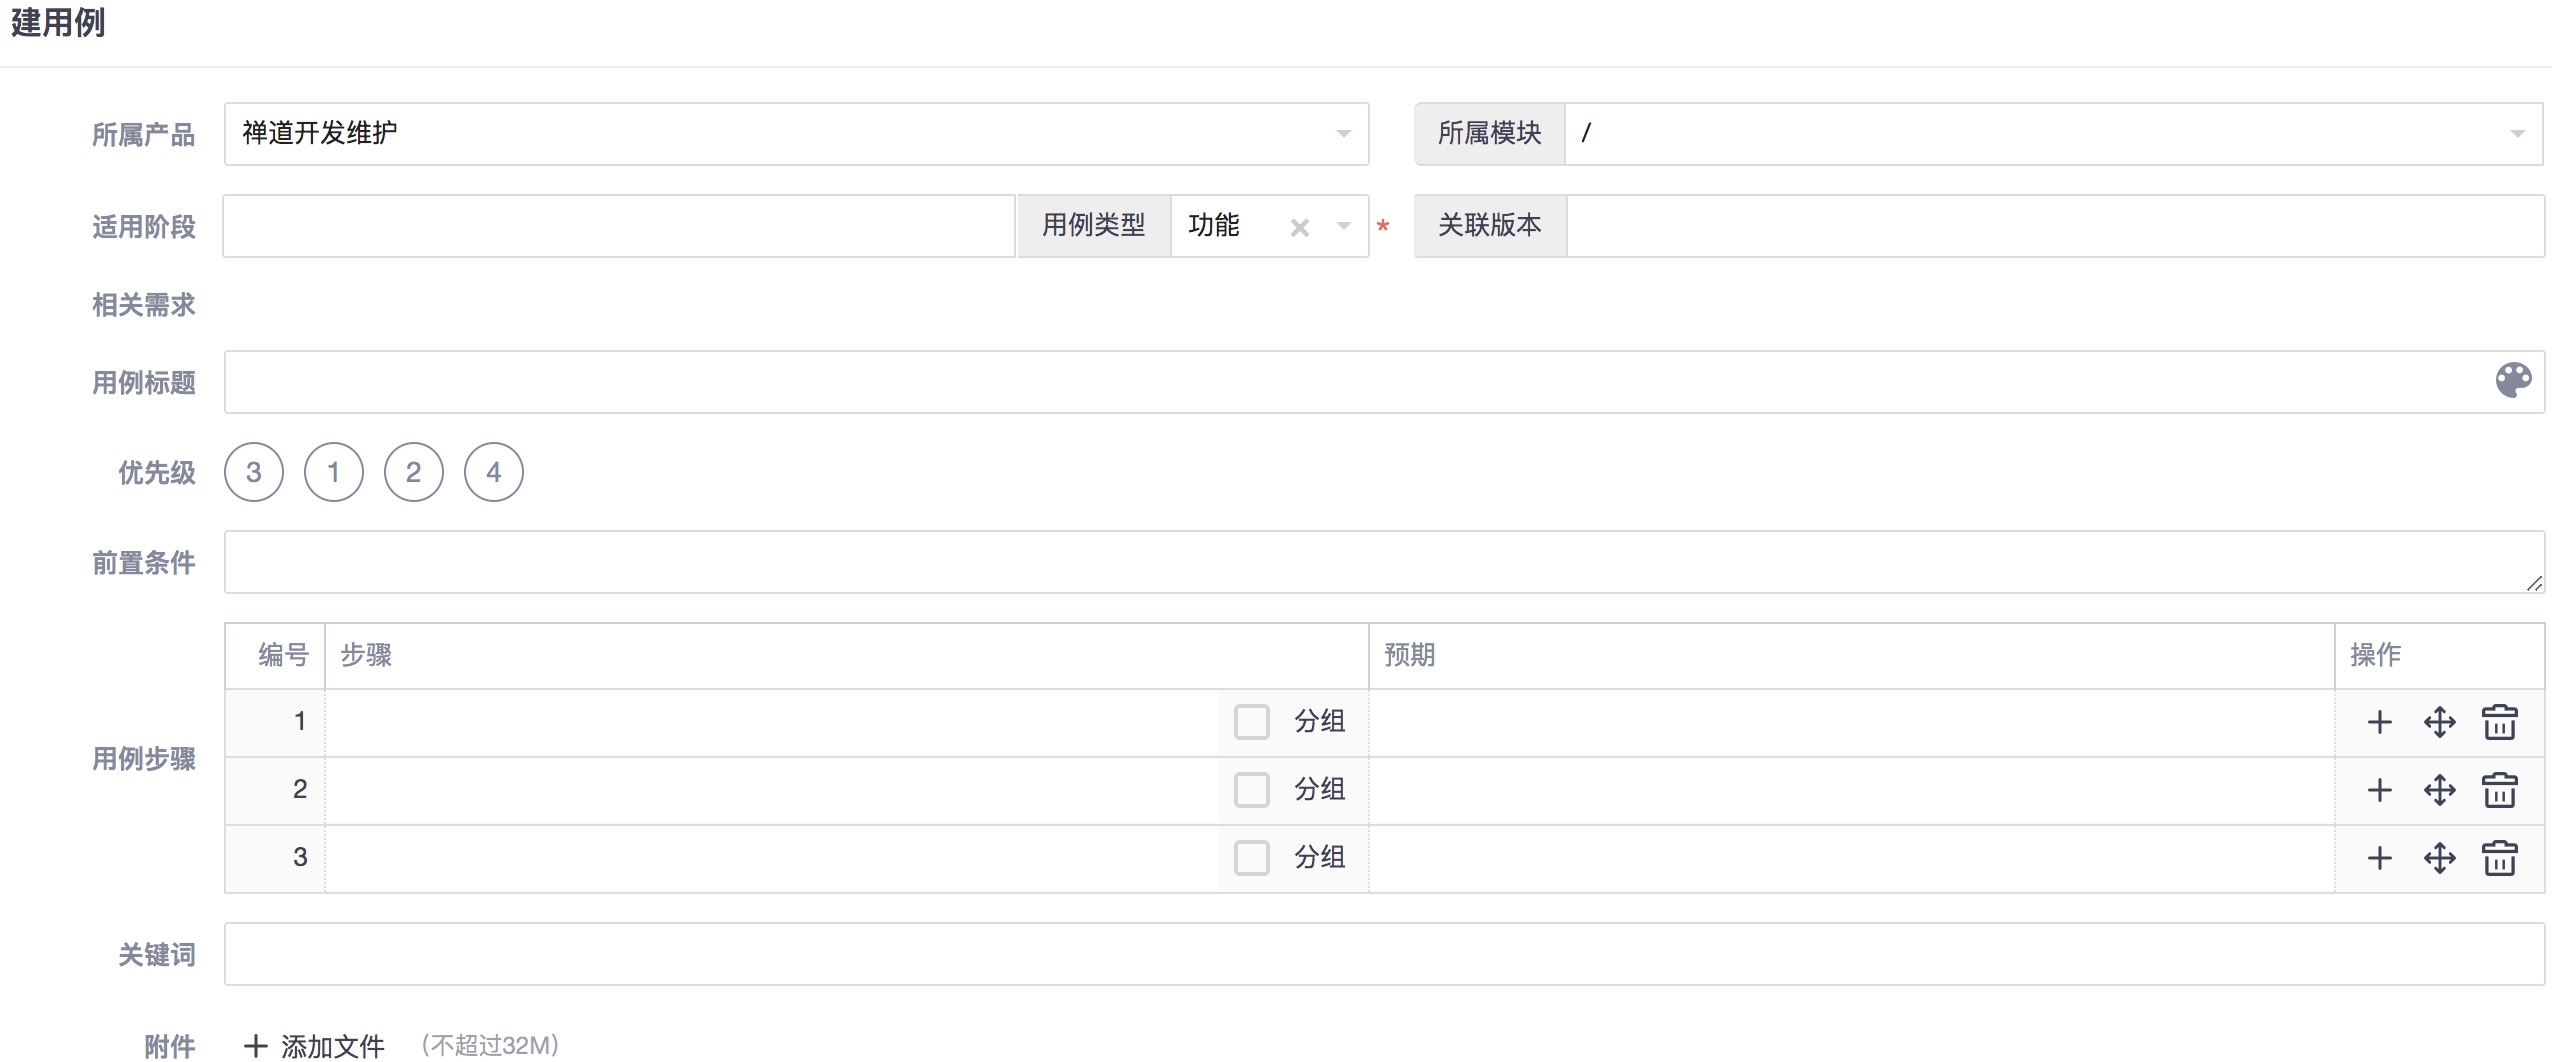 建用例
所属产品 禅道开发维护 所属模块 /
适用阶段 用例类型 功能 * 关联版本
相关需求
用例标题
优先级 3 1 2 4
前置条件
编号 步骤 预期 操作
1 分组
用例步骤
2 分组
3 分组
关键词
附件 + 添加文件 (不超过32M)